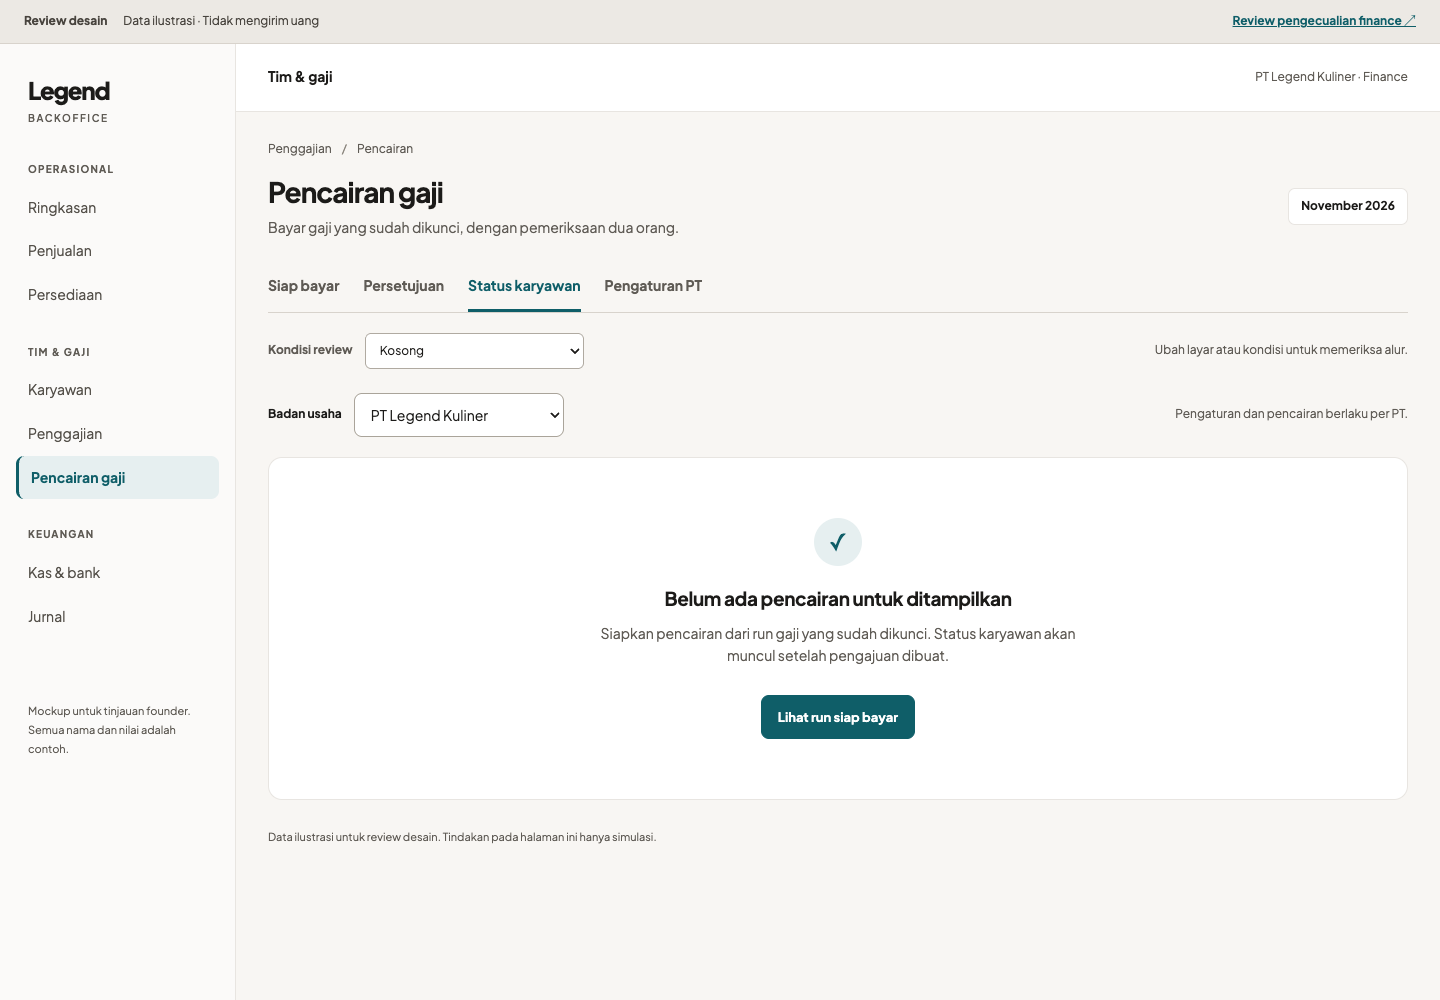 Review desain Data ilustrasi · Tidak mengirim uang Review pengecualian finance ↗
Legend
BACKOFFICE
OPERASIONAL
Ringkasan
Penjualan
Persediaan
TIM & GAJI
Karyawan
Penggajian
Pencairan gaji
KEUANGAN
Kas & bank
Jurnal
Mockup untuk tinjauan founder.
Semua nama dan nilai adalah
contoh.
Tim & gaji PT Legend Kuliner · Finance
Penggajian / Pencairan
Pencairan gaji
Bayar gaji yang sudah dikunci, dengan pemeriksaan dua orang.
November 2026
Siap bayar Persetujuan Status karyawan Pengaturan PT
Kondisi review Kosong Ubah layar atau kondisi untuk memeriksa alur.
Badan usaha PT Legend Kuliner Pengaturan dan pencairan berlaku per PT.
✓
Belum ada pencairan untuk ditampilkan
Siapkan pencairan dari run gaji yang sudah dikunci. Status karyawan akan
muncul setelah pengajuan dibuat.
Lihat run siap bayar
Data ilustrasi untuk review desain. Tindakan pada halaman ini hanya simulasi.